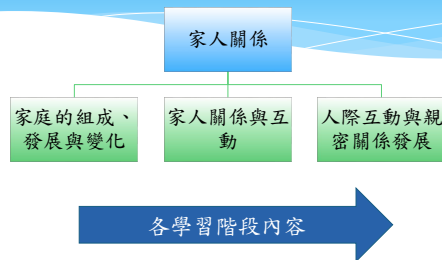 家人關係
家庭的組成、
發展與變化
家人關係與互
動
人際互動與親
密關係發展
各學習階段內容